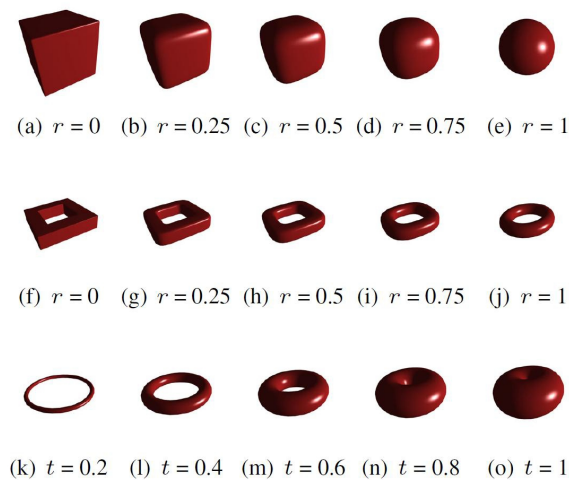 (a) r = 0 (b) r = 0.25 (c) r = 0.5 (d) r = 0.75 (e) r = 1
(f) r = 0 (g) r = 0.25 (h) r = 0.5 (i) r = 0.75 (j) r = 1
(k) t = 0.2 (l) t = 0.4 (m) t = 0.6 (n) t = 0.8 (o) t = 1